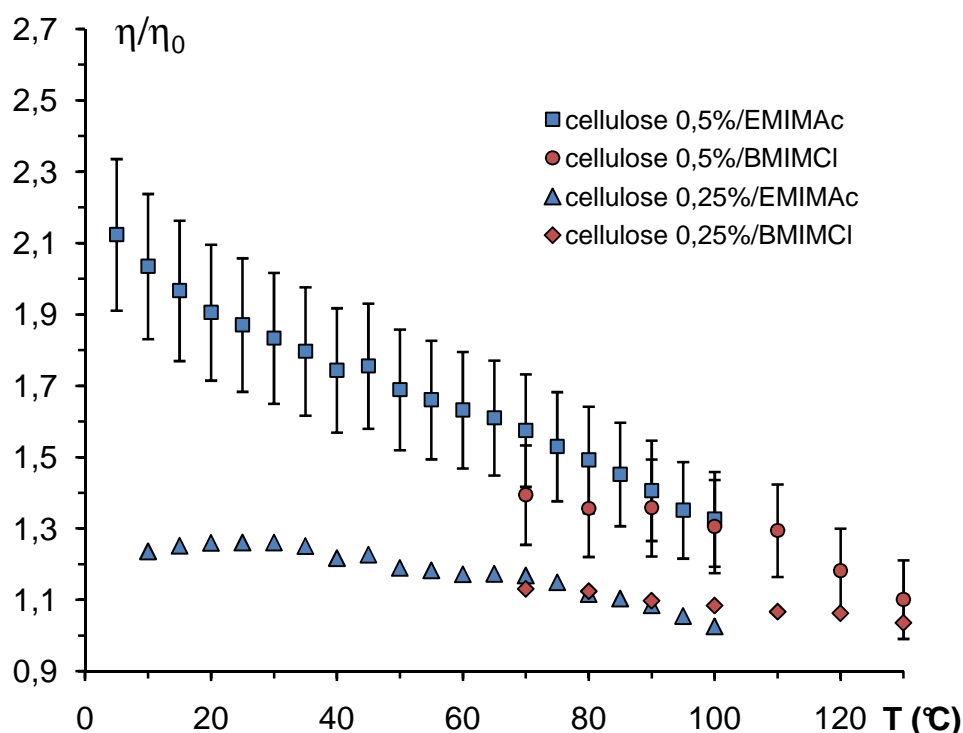 2,7
η/η0
2,5
cellulose 0,5%/EMIMAc
2,3
cellulose 0,5%/BMIMCl
cellulose 0,25%/EMIMAc
2,1
cellulose 0,25%/BMIMCl
1,9
1,7
1,5
1,3
1,1
0,9
0 20 40 60 80 100 120 T (°C)